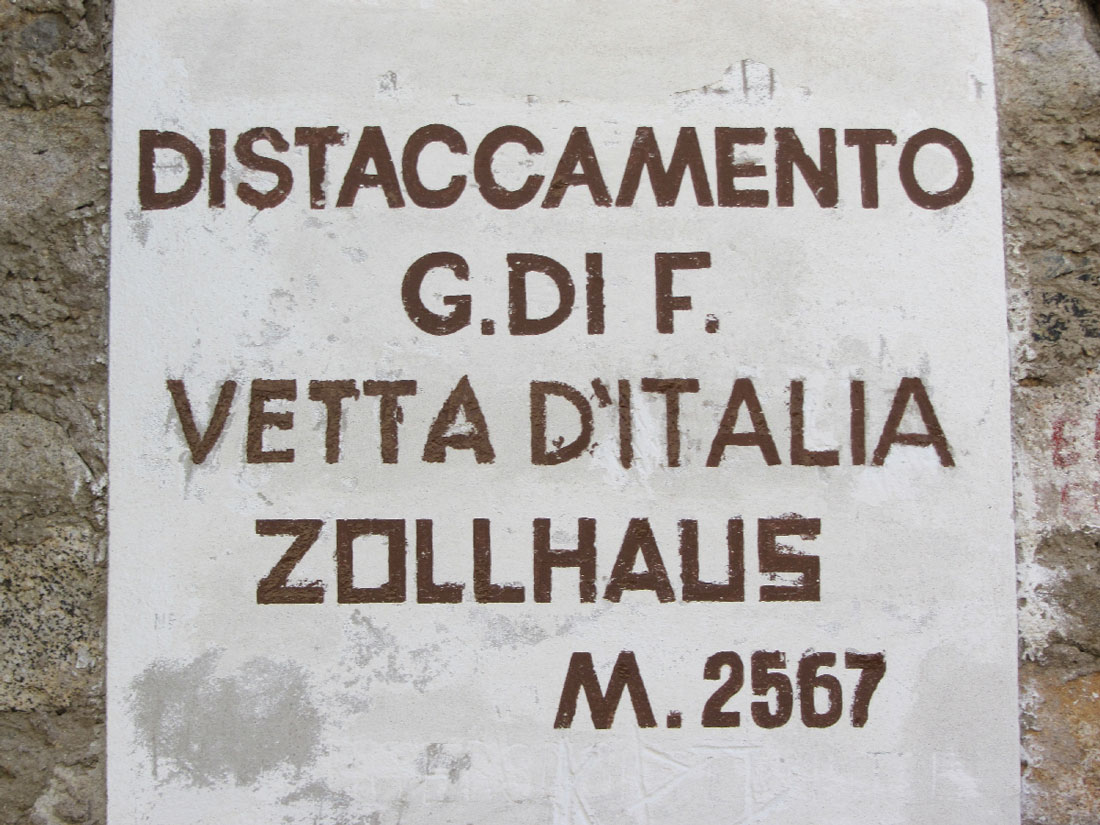 DISTACCAMENTO
G. DI F.
VETTA D'ITALIA
ZOLLHAUS
M. 2567